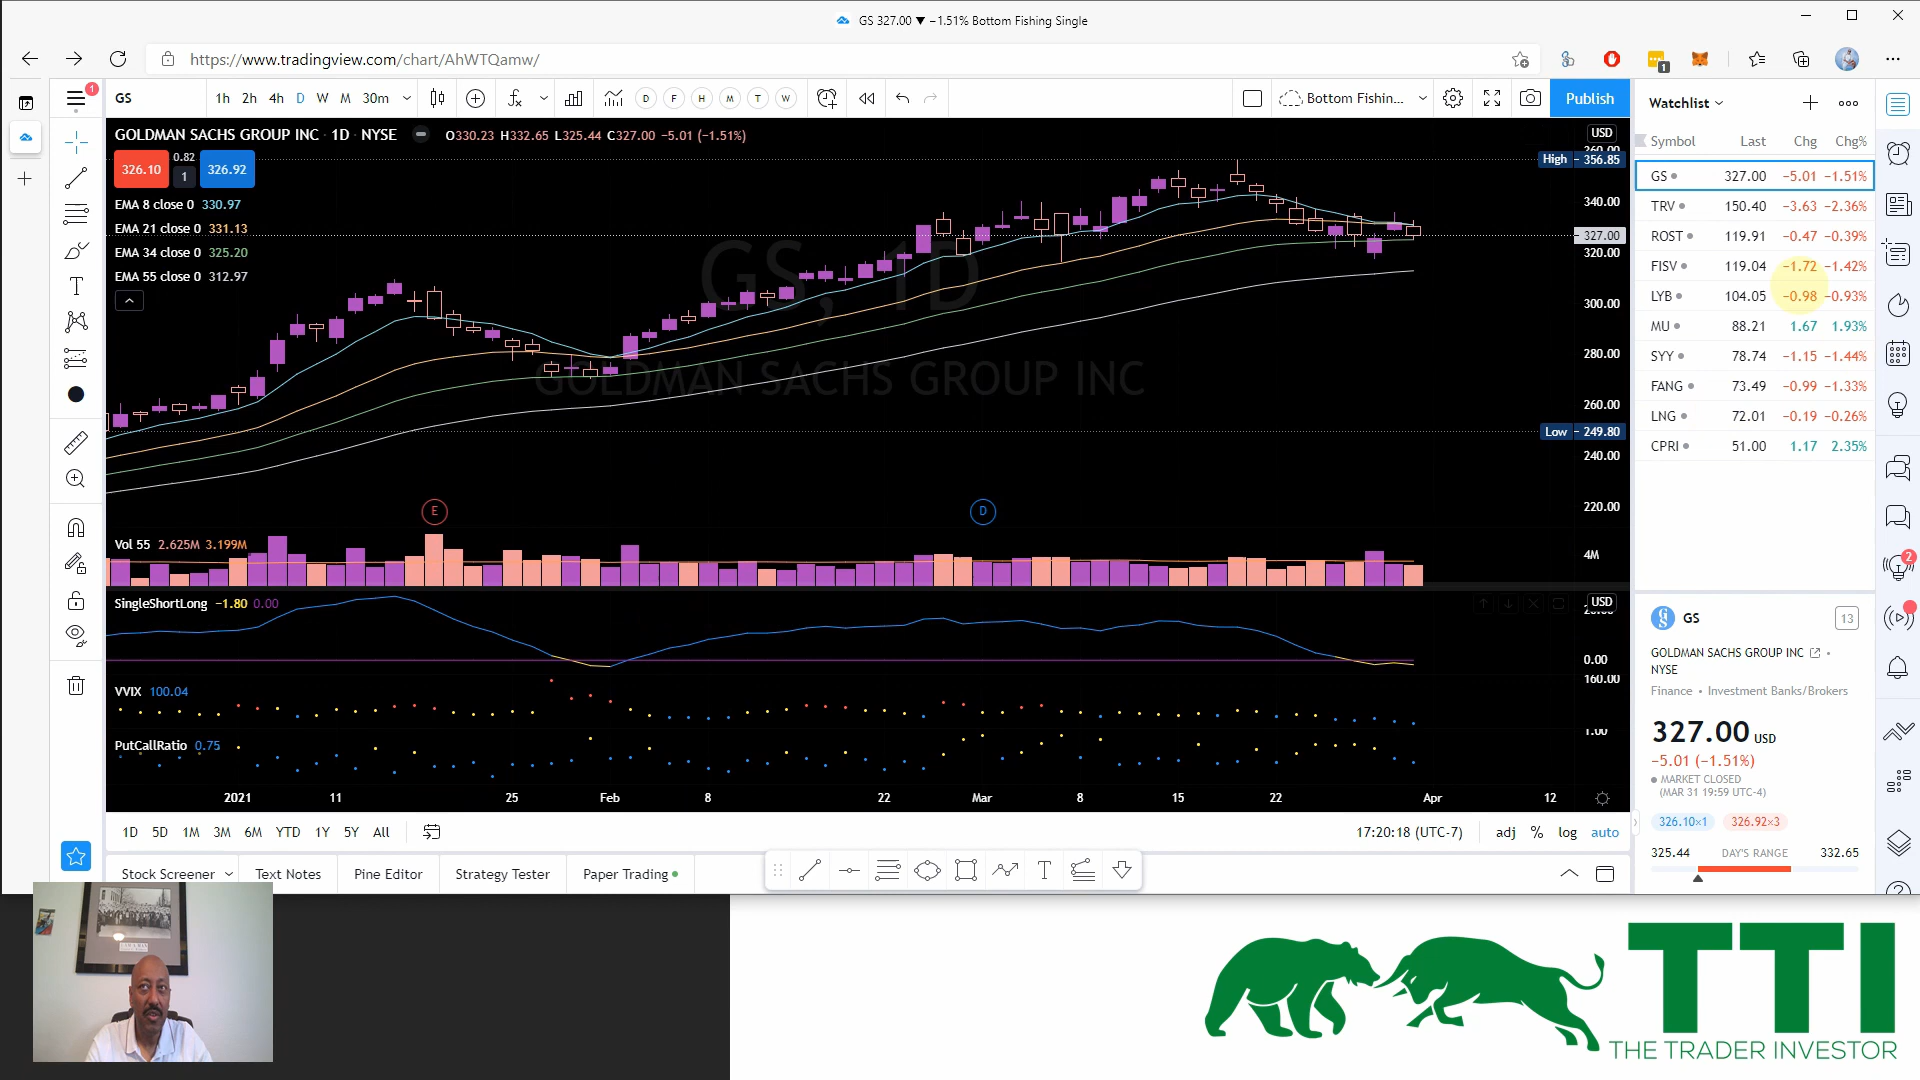 GS 327.00 ▼ −1.51% Bottom Fishing Single
https://www.tradingview.com/chart/AhWTQamw/
1
1
GS 1h 2h 4h D W M 30m D F H M T W Bottom Fishin... Publish
GOLDMAN SACHS GROUP INC · 1D · NYSE O330.23 H332.65 L325.44 C327.00 −5.01 (−1.51%)
326.10 0.82 1 326.92
EMA 8 close 0 330.97
EMA 21 close 0 331.13
EMA 34 close 0 325.20
EMA 55 close 0 312.97
GS, 1D
GOLDMAN SACHS GROUP INC
USD
High 356.85
340.00
327.00
320.00
300.00
280.00
260.00
Low 249.80
240.00
220.00
E D
Vol 55 2.625M 3.199M
4M
SingleShortLong −1.80 0.00
USD
0.00
160.00
VVIX 100.04
1.00
PutCallRatio 0.75
2021 11 25 Feb 8 22 Mar 8 15 22 Apr 12
1D 5D 1M 3M 6M YTD 1Y 5Y All 17:20:18 (UTC-7) adj % log auto
Stock Screener Text Notes Pine Editor Strategy Tester Paper Trading
Watchlist
Symbol Last Chg Chg%
GS 327.00 −5.01 −1.51%
TRV 150.40 −3.63 −2.36%
ROST 119.91 −0.47 −0.39%
FISV 119.04 −1.72 −1.42%
LYB 104.05 −0.98 −0.93%
MU 88.21 1.67 1.93%
SYY 78.74 −1.15 −1.44%
FANG 73.49 −0.99 −1.33%
LNG 72.01 −0.19 −0.26%
CPRI 51.00 1.17 2.35%
2
GS 13
GOLDMAN SACHS GROUP INC
NYSE
Finance • Investment Banks/Brokers
327.00 USD
−5.01 (−1.51%)
MARKET CLOSED
(MAR 31 19:59 UTC-4)
326.10×1 326.92×3
325.44 DAY'S RANGE 332.65
TTI
THE TRADER INVESTOR